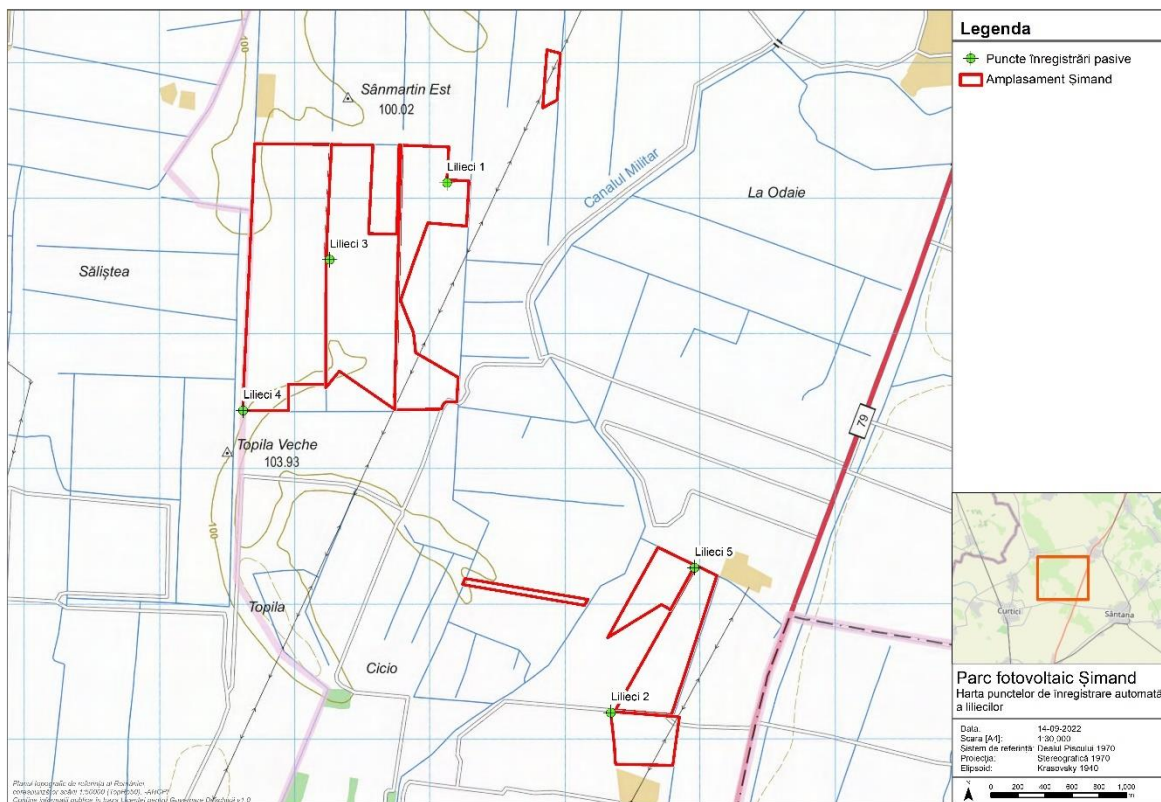 100
Sânmartin Est
100.02
Lilieci 1
Canalul Militar
La Odaie
Lilieci 3
Săliștea
Lilieci 4
Topila Veche
103.93
79
100
Lilieci 5
Topila
Cicio
Lilieci 2
Legenda
Puncte înregistrări pasive
Amplasament Șimand
Curtici
Sântana
Parc fotovoltaic Șimand
Harta punctelor de înregistrare automată
a liliecilor
Data: 14-09-2022
Scara [A4]: 1:30,000
Sistem de referință: Dealul Piscului 1970
Proiecția: Stereografică 1970
Elipsoid: Krasovsky 1940
N
0 200 400 600 800 1,000
m